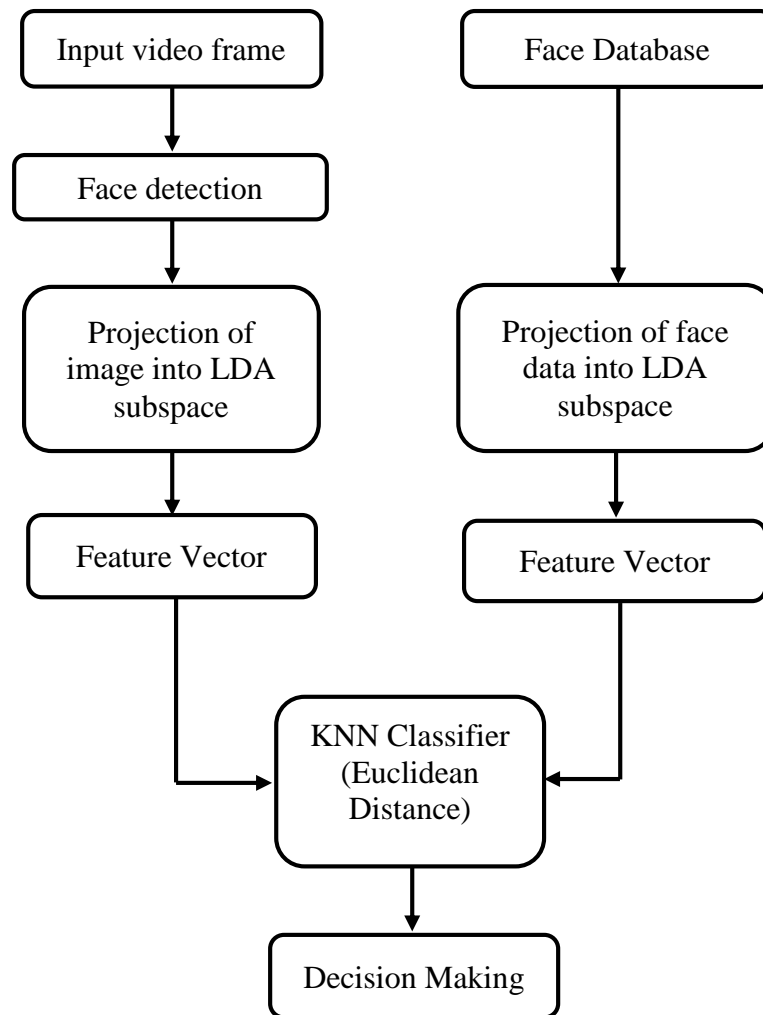 Input video frame
Face Database
Face detection
Projection of
image into LDA
subspace
Projection of face
data into LDA
subspace
Feature Vector
Feature Vector
KNN Classifier
(Euclidean
Distance)
Decision Making